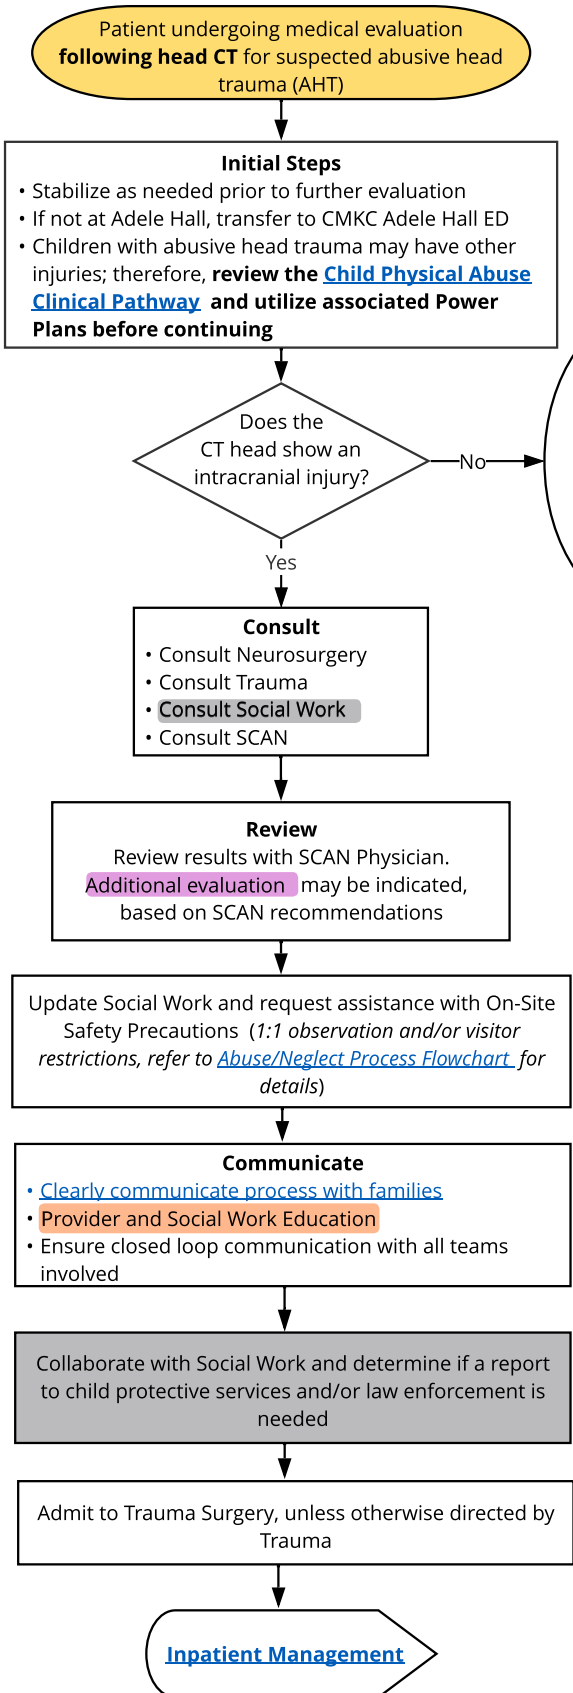 Patient undergoing medical evaluation
following head CT for suspected abusive head
trauma (AHT)
Initial Steps
• Stabilize as needed prior to further evaluation
• If not at Adele Hall, transfer to CMKC Adele Hall ED
• Children with abusive head trauma may have other
injuries; therefore, review the Child Physical Abuse
Clinical Pathway and utilize associated Power
Plans before continuing
Does the
CT head show an
intracranial injury?
No
Yes
Consult
• Consult Neurosurgery
• Consult Trauma
• Consult Social Work
• Consult SCAN
Review
Review results with SCAN Physician.
Additional evaluation may be indicated,
based on SCAN recommendations
Update Social Work and request assistance with On-Site
Safety Precautions (1:1 observation and/or visitor
restrictions, refer to Abuse/Neglect Process Flowchart for
details)
Communicate
• Clearly communicate process with families
• Provider and Social Work Education
• Ensure closed loop communication with all teams
involved
Collaborate with Social Work and determine if a report
to child protective services and/or law enforcement is
needed
Admit to Trauma Surgery, unless otherwise directed by
Trauma
Inpatient Management